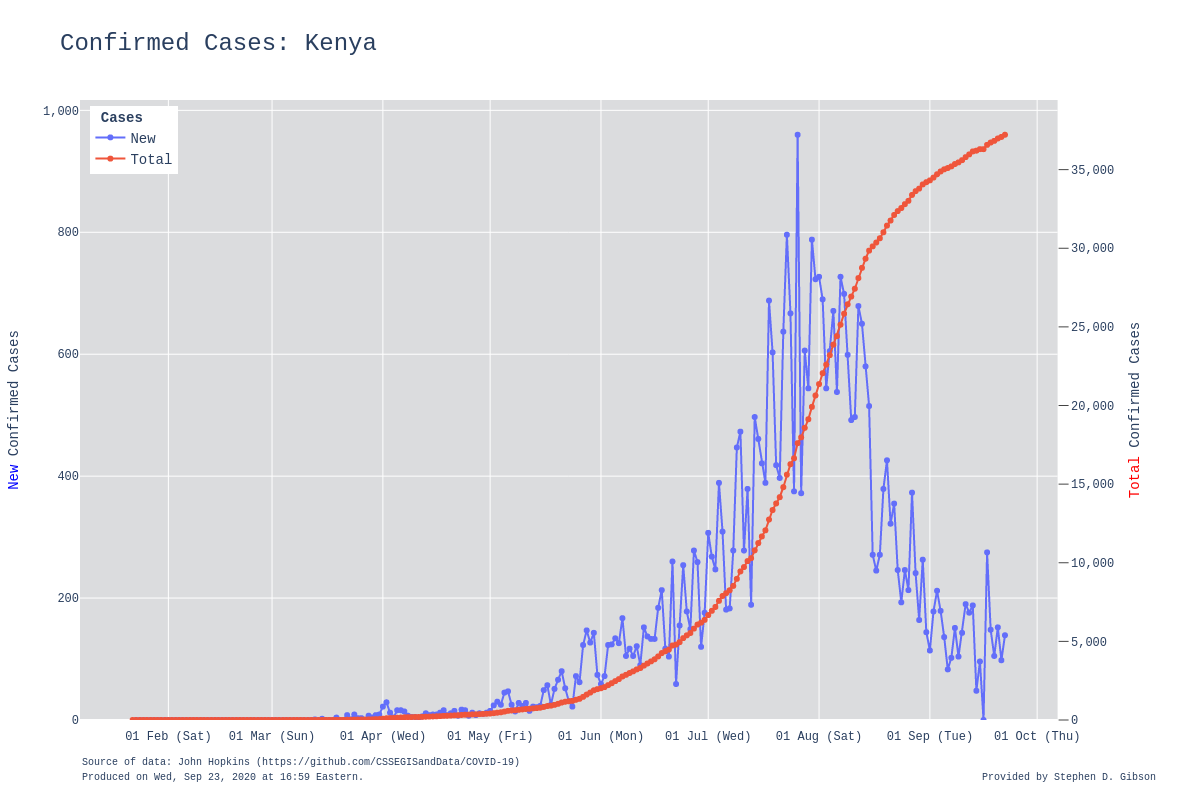 Confirmed Cases: Kenya
Cases
New
Total
1,000
800
600
400
200
0
35,000
30,000
25,000
20,000
15,000
10,000
5,000
0
New Confirmed Cases
Total Confirmed Cases
01 Feb (Sat) 01 Mar (Sun) 01 Apr (Wed) 01 May (Fri) 01 Jun (Mon) 01 Jul (Wed) 01 Aug (Sat) 01 Sep (Tue) 01 Oct (Thu)
Source of data: John Hopkins (https://github.com/CSSEGISandData/COVID-19)
Produced on Wed, Sep 23, 2020 at 16:59 Eastern.
Provided by Stephen D. Gibson